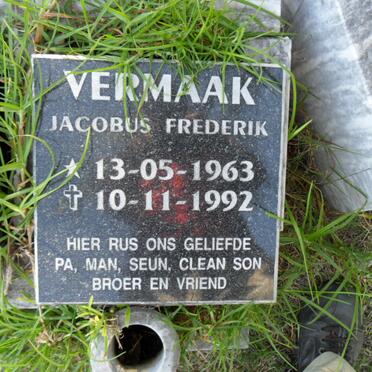 VERMAAK
JACOBUS FREDERIK
13-05-1963
10-11-1992
HIER RUS ONS GELIEFDE
PA, MAN, SEUN, CLEAN SON
BROER EN VRIEND